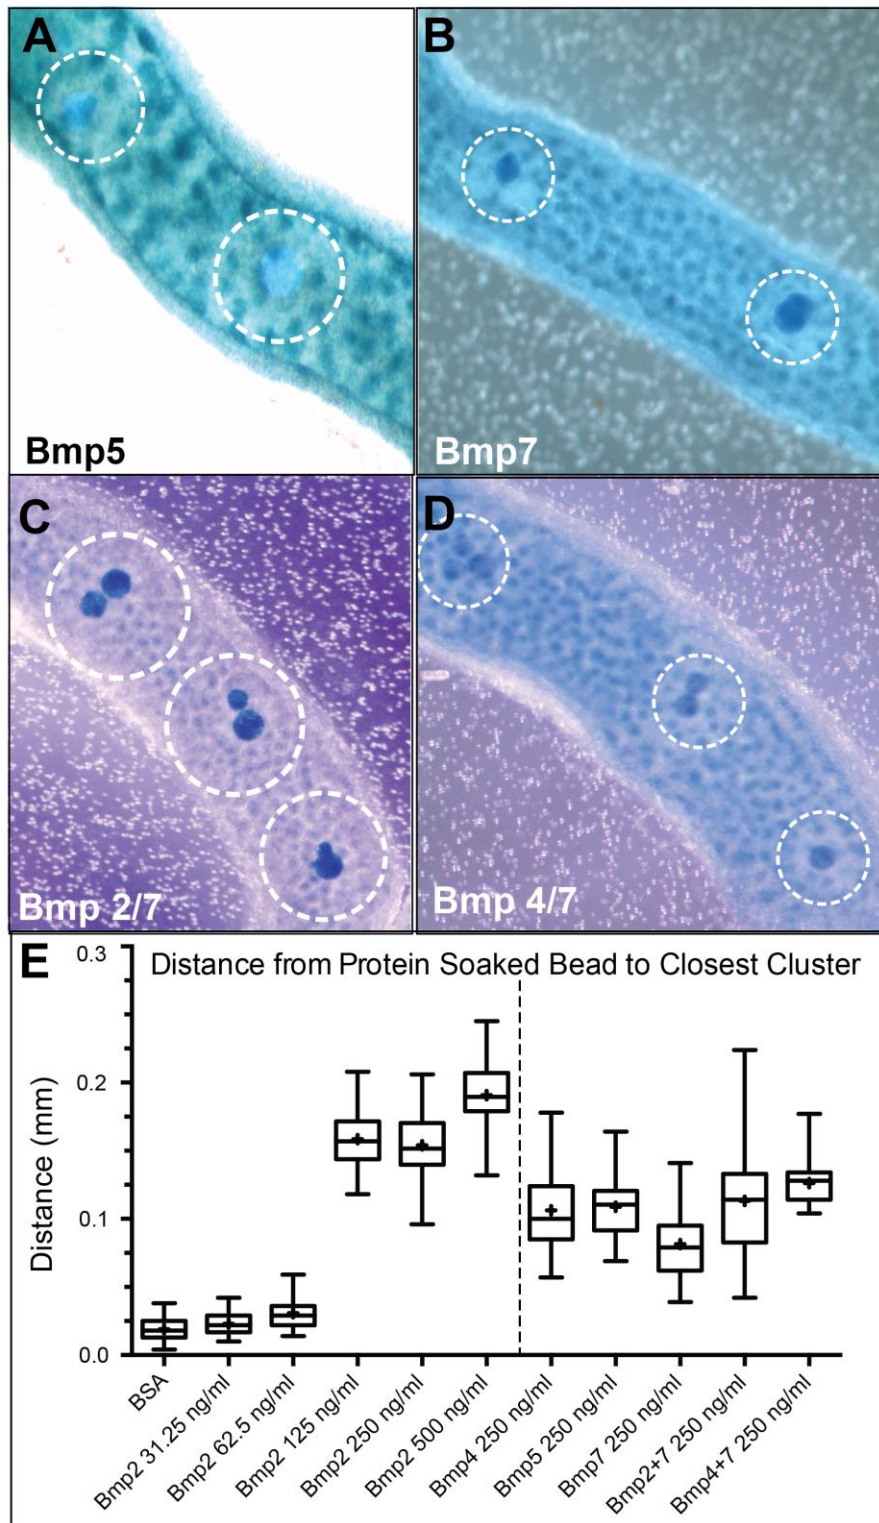 A
B
Bmp5
Bmp7
C
D
Bmp 2/7
Bmp 4/7
E
Distance from Protein Soaked Bead to Closest Cluster
Distance (mm)
0.3
0.2
0.1
0.0
BSA
Bmp2 31.25 ng/ml
Bmp2 62.5 ng/ml
Bmp2 125 ng/ml
Bmp2 250 ng/ml
Bmp2 500 ng/ml
Bmp4 250 ng/ml
Bmp5 250 ng/ml
Bmp7 250 ng/ml
Bmp2+7 250 ng/ml
Bmp4+7 250 ng/ml